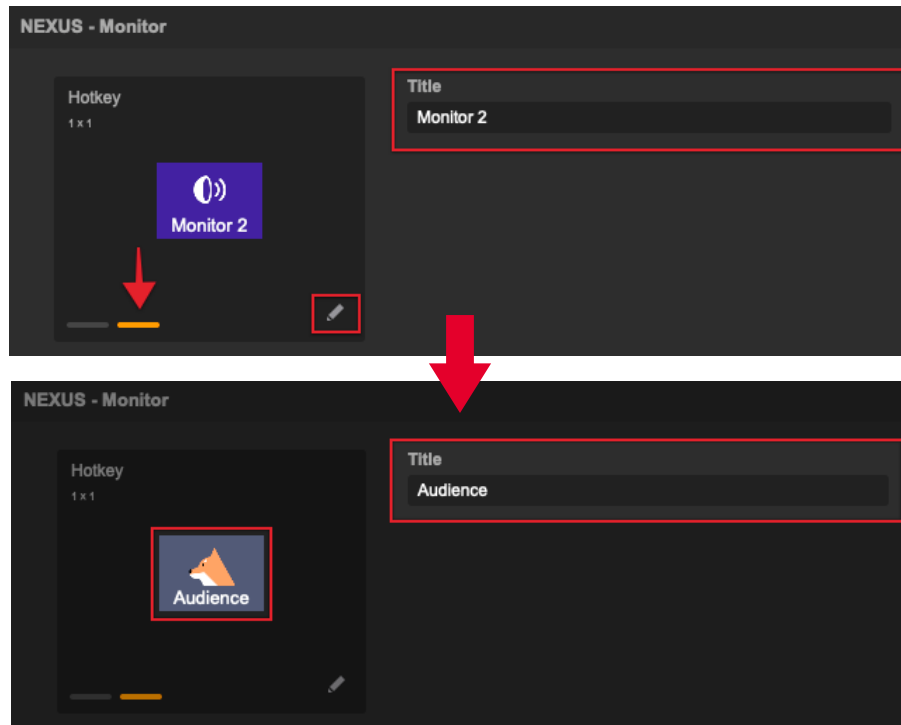 NEXUS - Monitor
Hotkey
1 x 1
Monitor 2
Title
Monitor 2
NEXUS - Monitor
Hotkey
1 x 1
Audience
Title
Audience